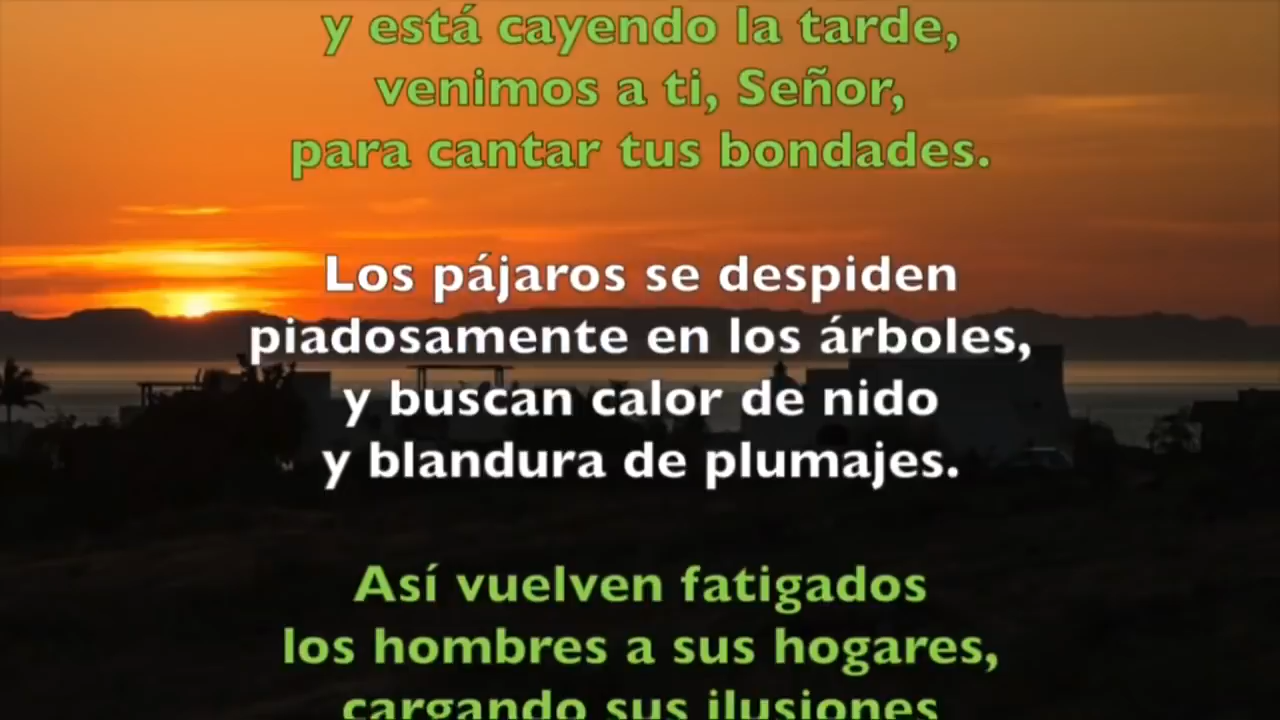 y está cayendo la tarde,
venimos a ti, Señor,
para cantar tus bondades.
Los pájaros se despiden
piadosamente en los árboles,
y buscan calor de nido
y blandura de plumajes.
Así vuelven fatigados
los hombres a sus hogares,
cargando sus ilusiones